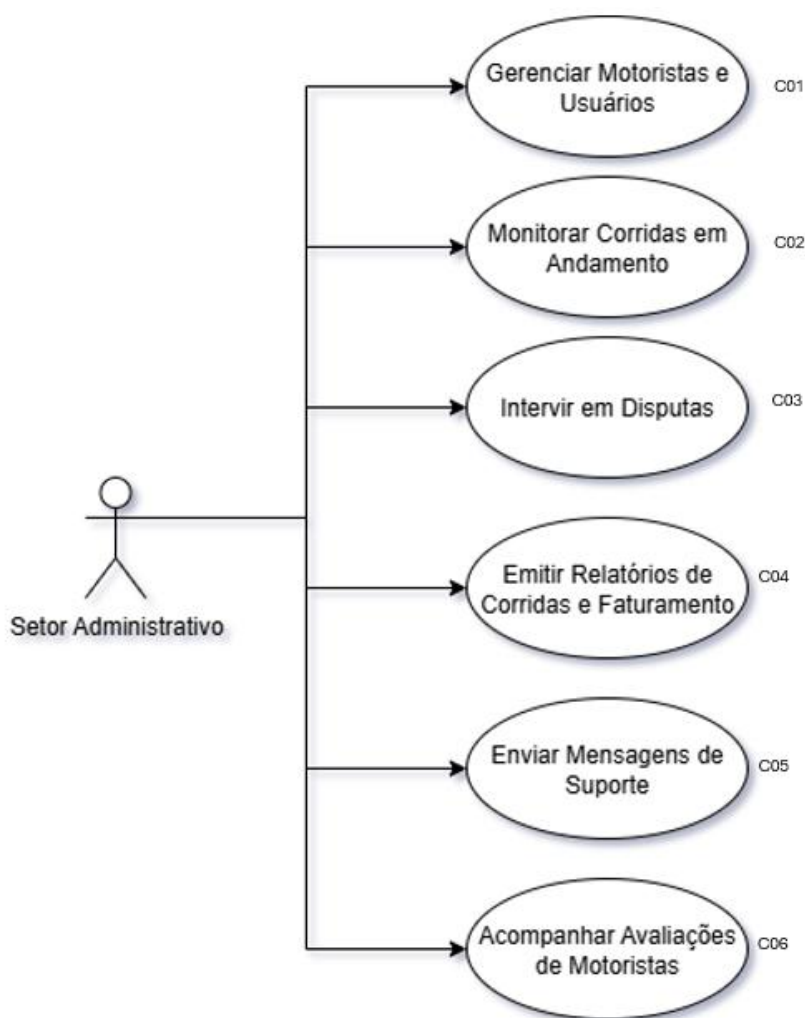 Gerenciar Motoristas e
Usuários
C01
Monitorar Corridas em
Andamento
C02
Intervir em Disputas
C03
Setor Administrativo
Emitir Relatórios de
Corridas e Faturamento
C04
Enviar Mensagens de
Suporte
C05
Acompanhar Avaliações
de Motoristas
C06